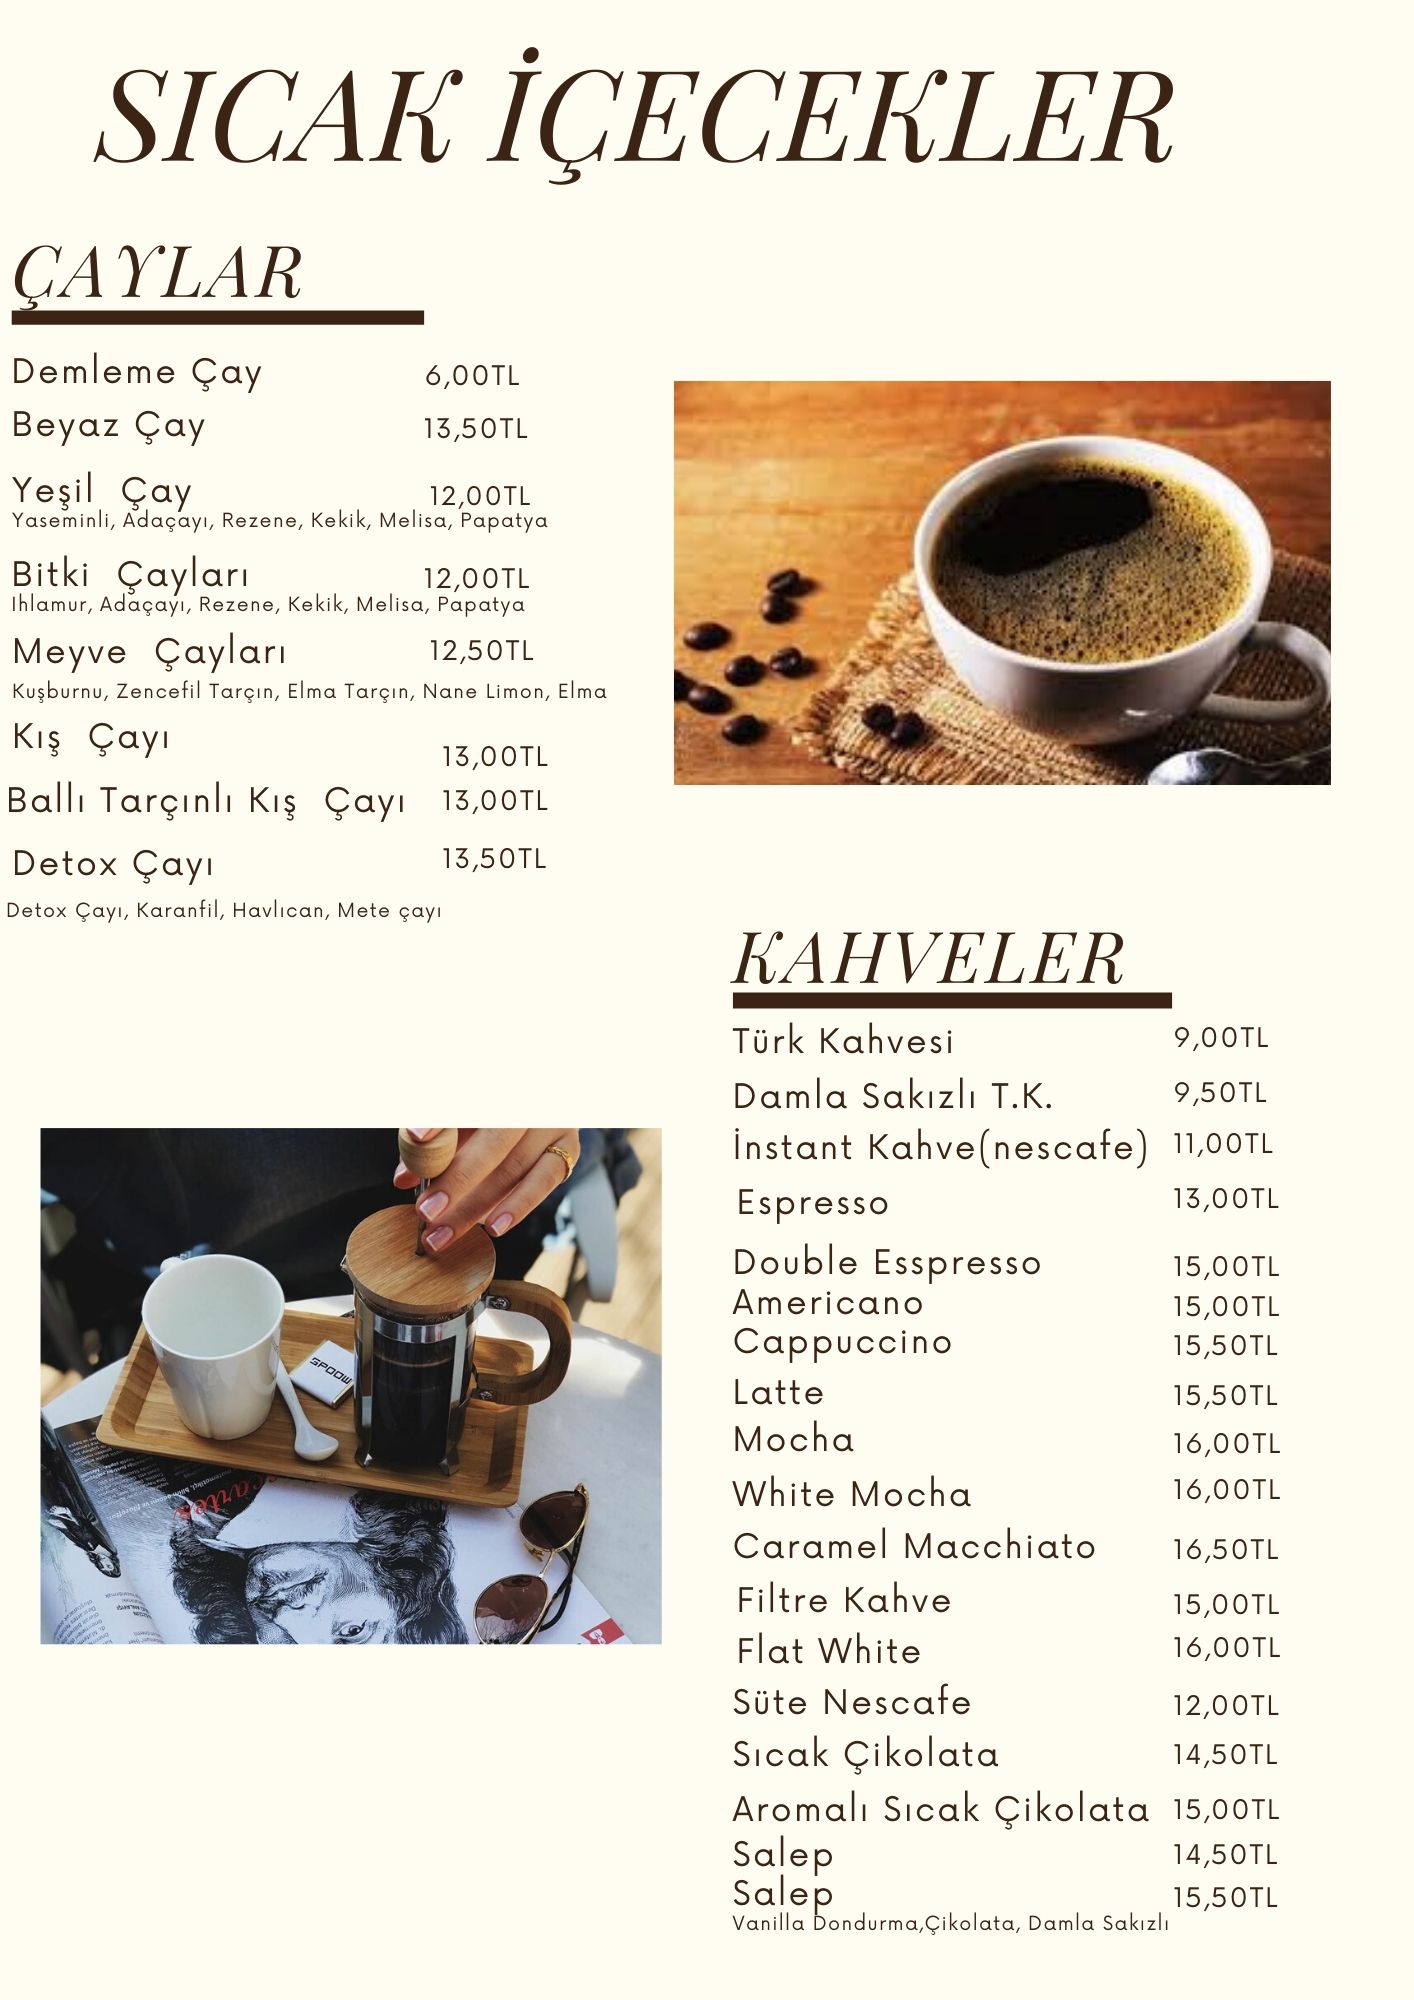 SICAK İÇECEKLER
ÇAYLAR
Demleme Çay 6,00TL
Beyaz Çay 13,50TL
Yeşil Çay 12,00TL
Yaseminli, Adaçayı, Rezene, Kekik, Melisa, Papatya
Bitki Çayları 12,00TL
Ihlamur, Adaçayı, Rezene, Kekik, Melisa, Papatya
Meyve Çayları 12,50TL
Kuşburnu, Zencefil Tarçın, Elma Tarçın, Nane Limon, Elma
Kış Çayı 13,00TL
Ballı Tarçınlı Kış Çayı 13,00TL
Detox Çayı 13,50TL
Detox Çayı, Karanfil, Havlıcan, Mete çayı
KAHVELER
Türk Kahvesi 9,00TL
Damla Sakızlı T.K. 9,50TL
İnstant Kahve(nescafe) 11,00TL
Espresso 13,00TL
Double Esspresso 15,00TL
Americano 15,00TL
Cappuccino 15,50TL
Latte 15,50TL
Mocha 16,00TL
White Mocha 16,00TL
Caramel Macchiato 16,50TL
Filtre Kahve 15,00TL
Flat White 16,00TL
Süte Nescafe 12,00TL
Sıcak Çikolata 14,50TL
Aromalı Sıcak Çikolata 15,00TL
Salep 14,50TL
Salep 15,50TL
Vanilla Dondurma,Çikolata, Damla Sakızlı
SPOOW